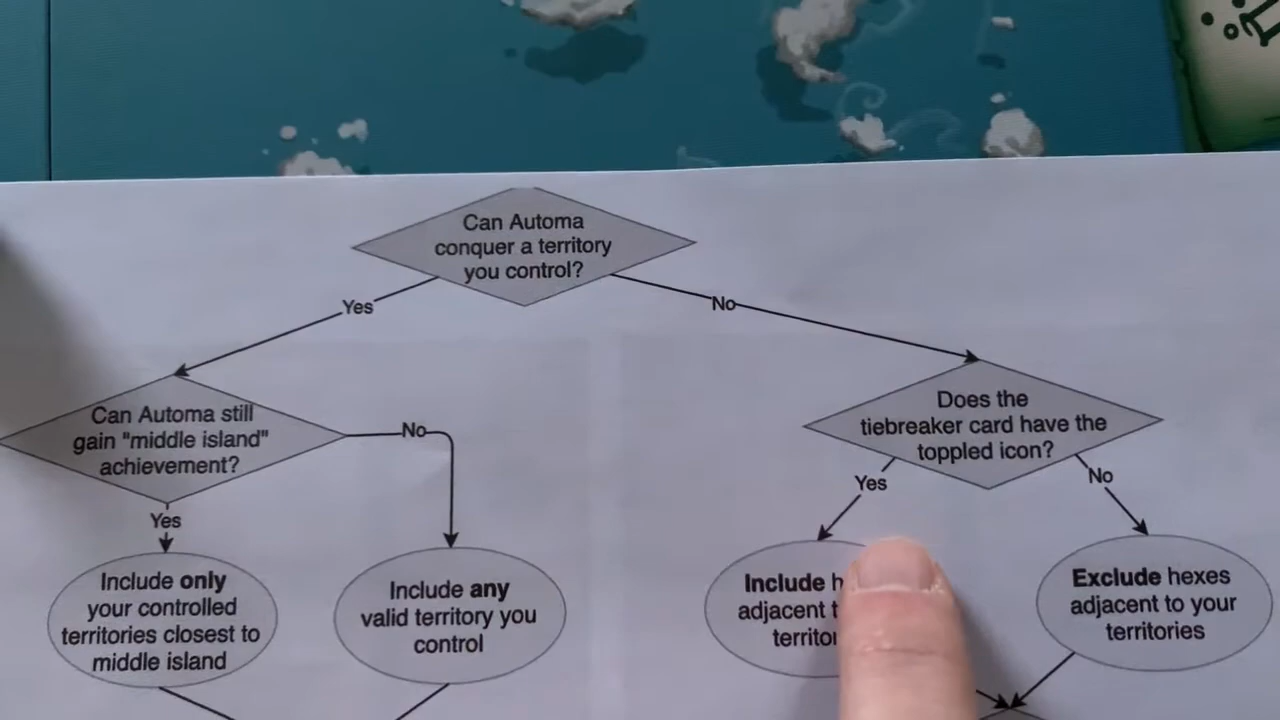 Can Automa
conquer a territory
you control?
Yes
No
Can Automa still
gain "middle island"
achievement?
No
Does the
tiebreaker card have the
toppled icon?
Yes
No
Yes
Include only
your controlled
territories closest to
middle island
Include any
valid territory you
control
Include
adjacent
Exclude hexes
adjacent to your
territories